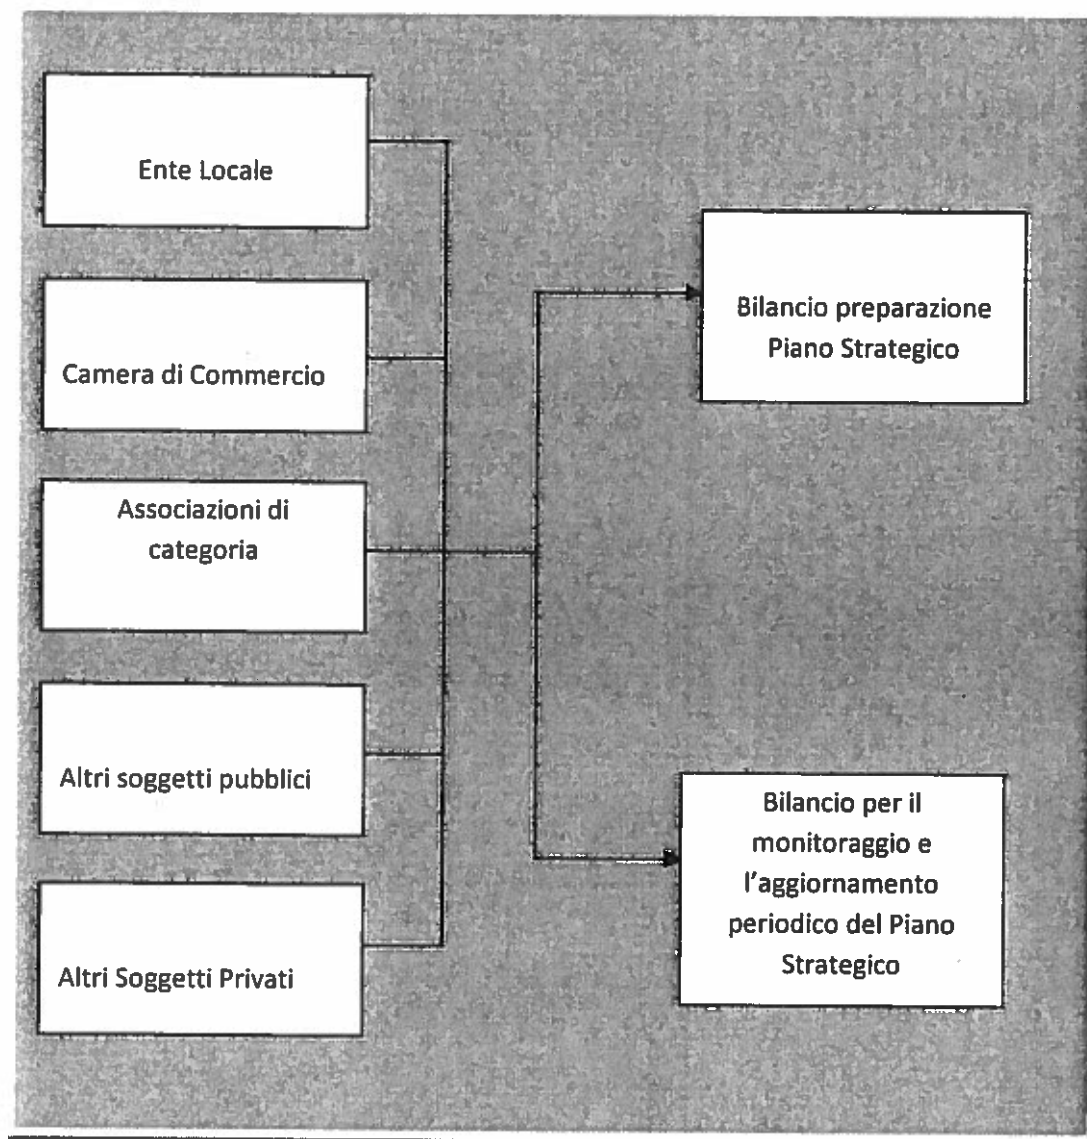 Ente Locale
Camera di Commercio
Associazioni di
categoria
Altri soggetti pubblici
Altri Soggetti Privati
Bilancio preparazione
Piano Strategico
Bilancio per il
monitoraggio e
l'aggiornamento
periodico del Piano
Strategico